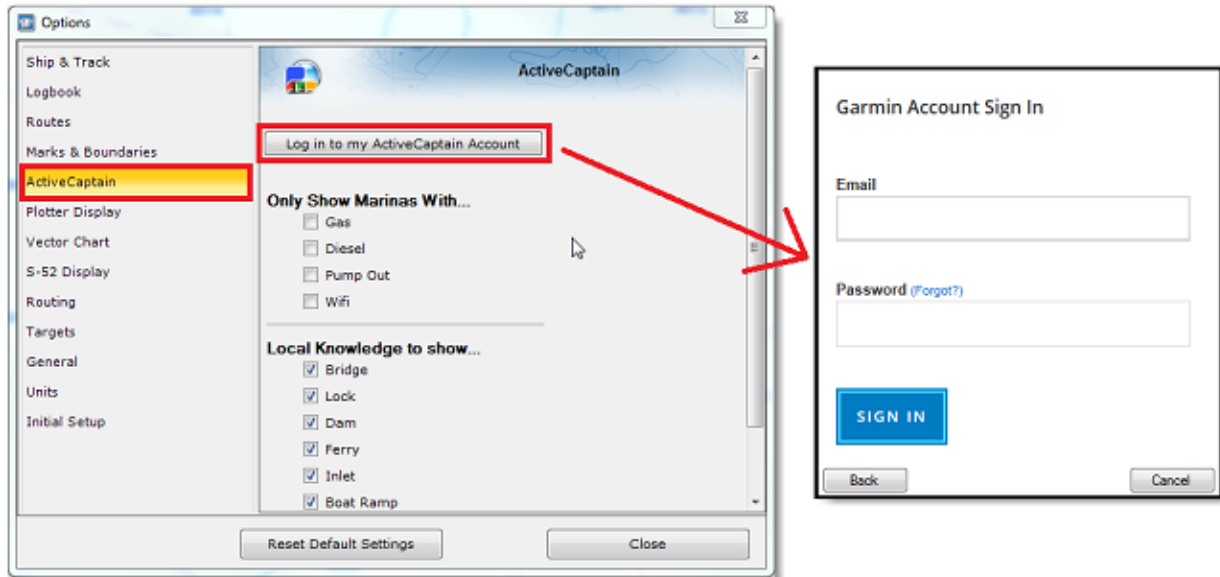 Options
Ship & Track
Logbook
Routes
Marks & Boundaries
ActiveCaptain
Plotter Display
Vector Chart
S-52 Display
Routing
Targets
General
Units
Initial Setup
ActiveCaptain
Log in to my ActiveCaptain Account
Only Show Marinas With...
Gas
Diesel
Pump Out
Wifi
Local Knowledge to show...
Bridge
Lock
Dam
Ferry
Inlet
Boat Ramp
Reset Default Settings
Close
Garmin Account Sign In
Email
Password (Forgot?)
SIGN IN
Back
Cancel